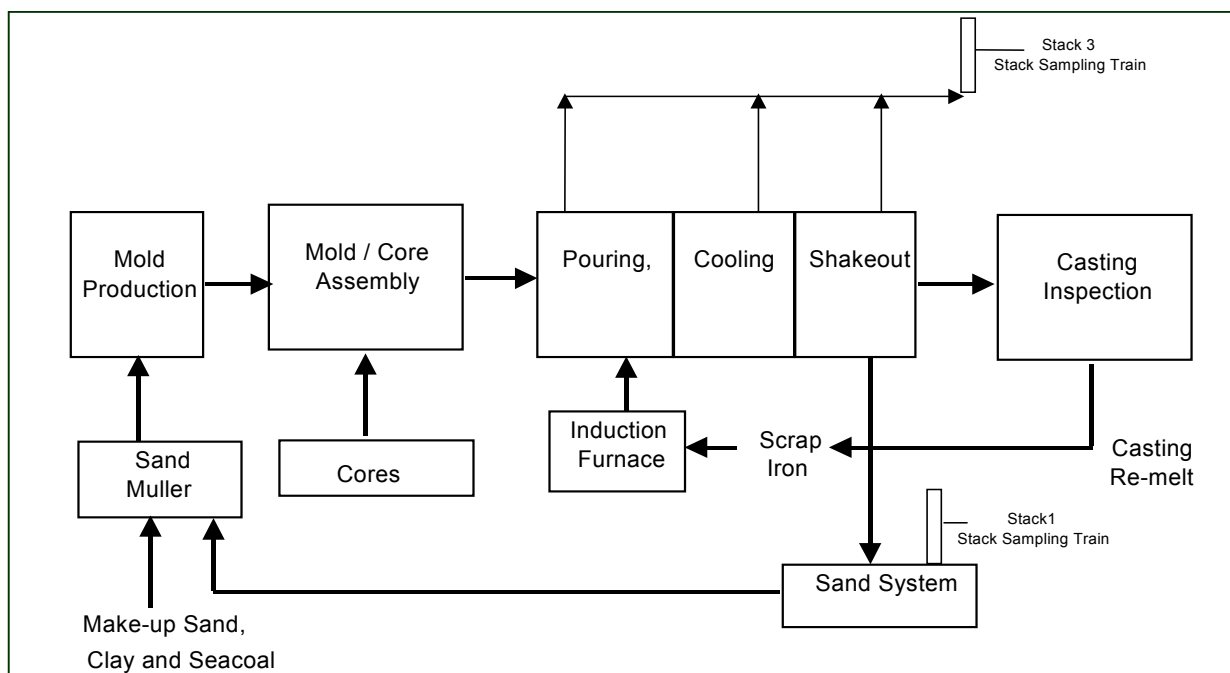 Stack 3
Stack Sampling Train
Mold
Production
Mold / Core
Assembly
Pouring,
Cooling
Shakeout
Casting
Inspection
Sand
Muller
Cores
Induction
Furnace
Scrap
Iron
Casting
Re-melt
Stack1
Stack Sampling Train
Sand System
Make-up Sand,
Clay and Seacoal